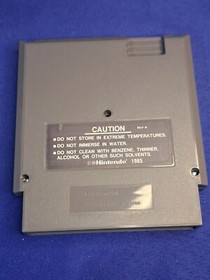 CAUTION
REV-A
• DO NOT STORE IN EXTREME TEMPERATURES.
• DO NOT IMMERSE IN WATER.
• DO NOT CLEAN WITH BENZENE, THINNER,
ALCOHOL OR OTHER SUCH SOLVENTS.
©®Nintendo® 1985